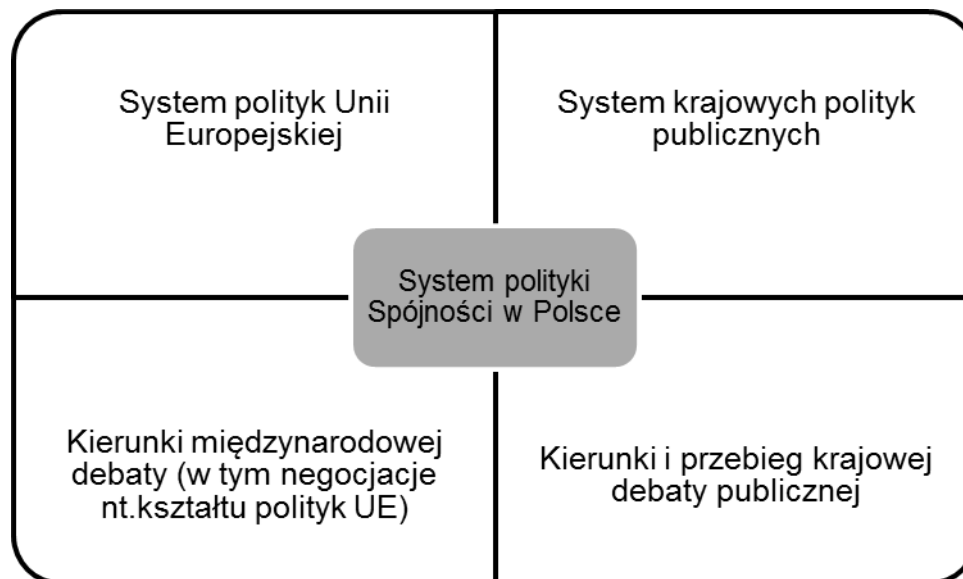 System polityk Unii
Europejskiej
System krajowych polityk
publicznych
System polityki
Spójności w Polsce
Kierunki międzynarodowej
debaty (w tym negocjacje
nt.kształtu polityk UE)
Kierunki i przebieg krajowej
debaty publicznej